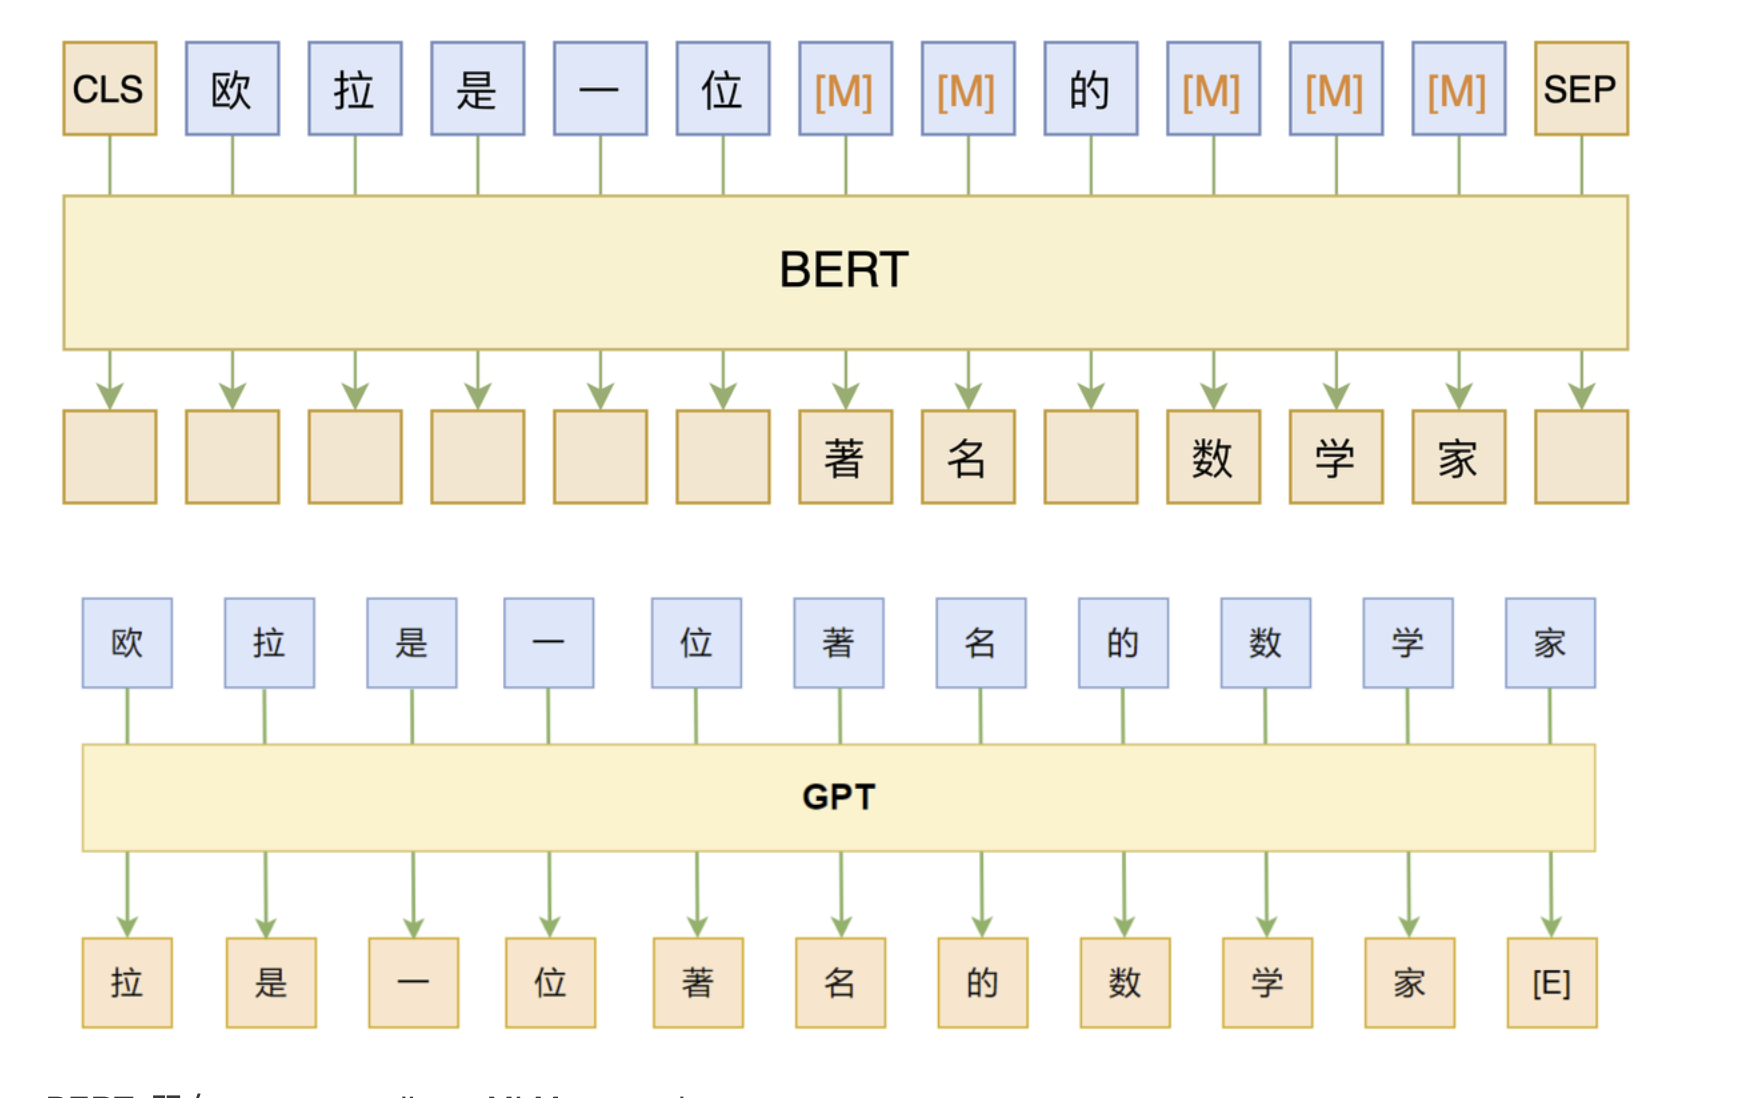 CLS 欧 拉 是 一 位 [M] [M] 的 [M] [M] [M] SEP
BERT
著 名 数 学 家
欧 拉 是 一 位 著 名 的 数 学 家
GPT
拉 是 一 位 著 名 的 数 学 家 [E]